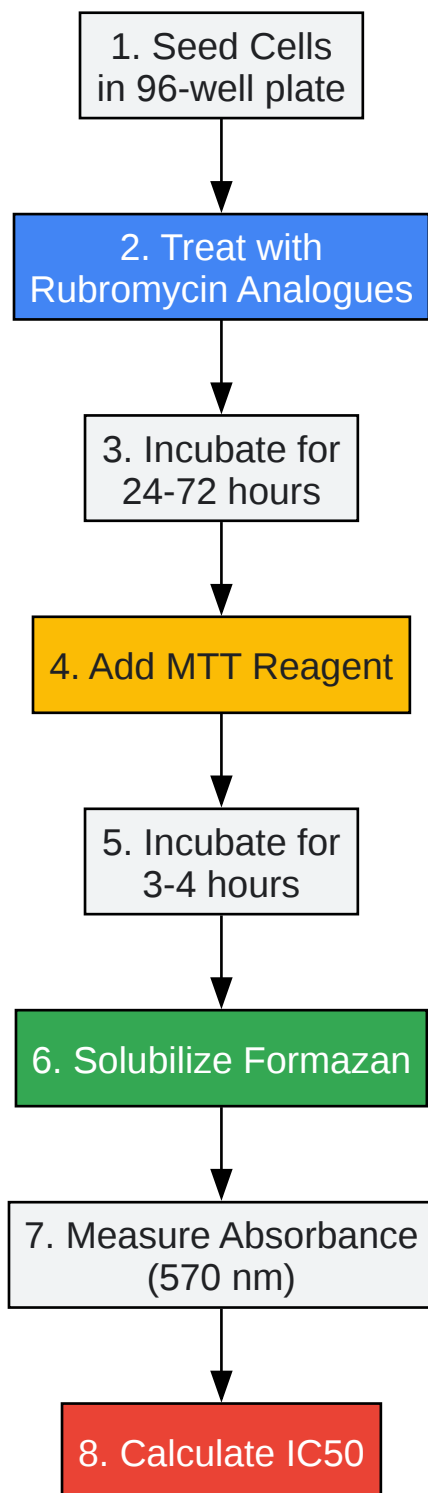 1. Seed Cells
in 96-well plate
2. Treat with
Rubromycin Analogues
3. Incubate for
24-72 hours
4. Add MTT Reagent
5. Incubate for
3-4 hours
6. Solubilize Formazan
7. Measure Absorbance
(570 nm)
8. Calculate IC50